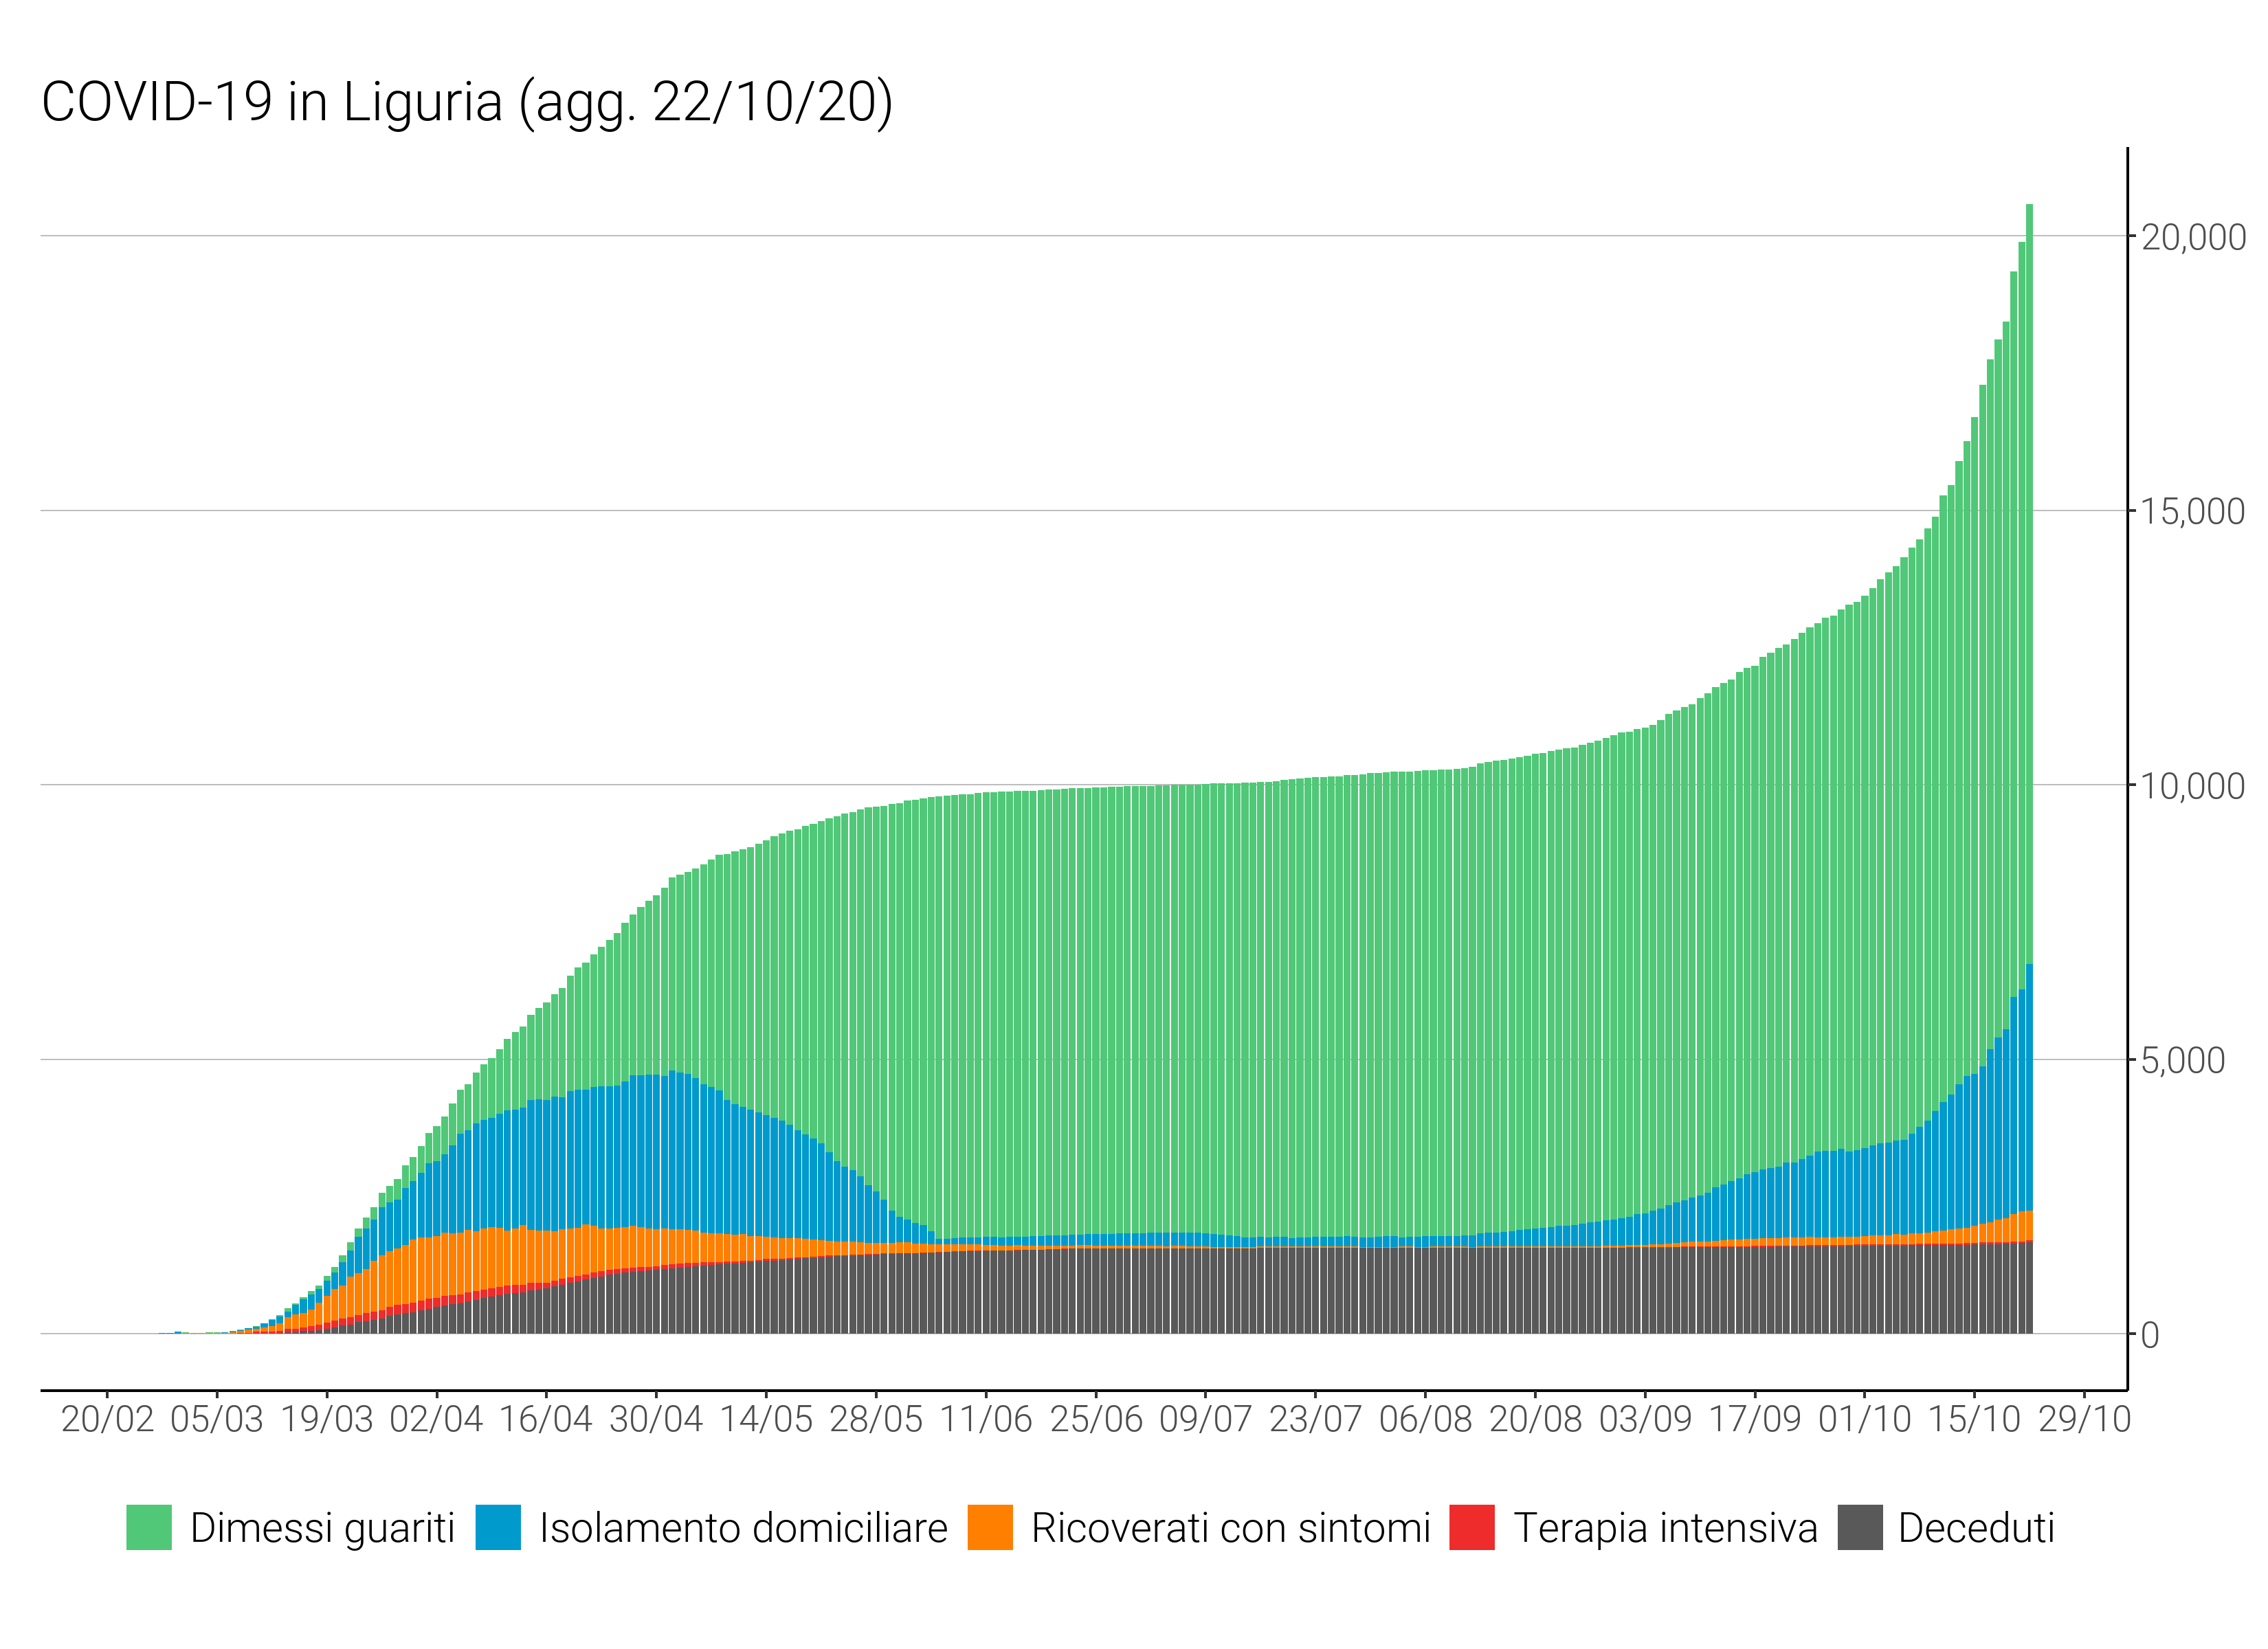 COVID-19 in Liguria (agg. 22/10/20)
20,000
15,000
10,000
5,000
0
20/02 05/03 19/03 02/04 16/04 30/04 14/05 28/05 11/06 25/06 09/07 23/07 06/08 20/08 03/09 17/09 01/10 15/10 29/10
Dimessi guariti Isolamento domiciliare Ricoverati con sintomi Terapia intensiva Deceduti